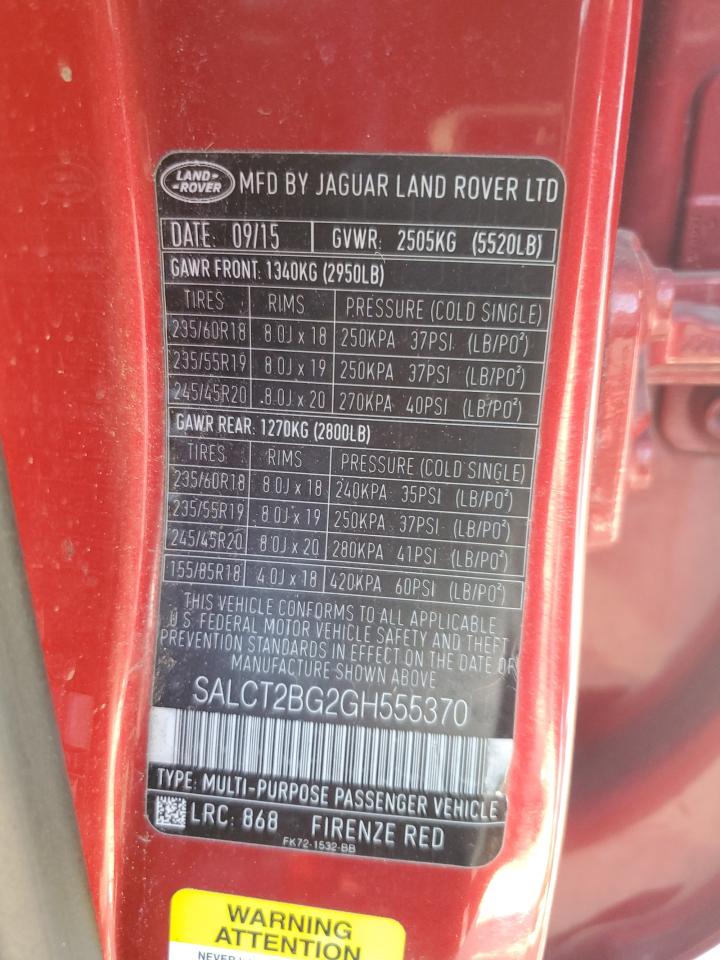 LAND-
-ROVER
MFD BY JAGUAR LAND ROVER LTD
DATE: 09/15 GVWR: 2505KG (5520LB)
GAWR FRONT: 1340KG (2950LB)
TIRES RIMS PRESSURE (COLD SINGLE)
235/60R18 8.0J x 18 250KPA 37PSI (LB/PO²)
235/55R19 8.0J x 19 250KPA 37PSI (LB/PO²)
245/45R20 8.0J x 20 270KPA 40PSI (LB/PO²)
GAWR REAR: 1270KG (2800LB)
TIRES RIMS PRESSURE (COLD SINGLE)
235/60R18 8.0J x 18 240KPA 35PSI (LB/PO²)
235/55R19 8.0J x 19 250KPA 37PSI (LB/PO²)
245/45R20 8.0J x 20 280KPA 41PSI (LB/PO²)
155/85R18 4.0J x 18 420KPA 60PSI (LB/PO²)
THIS VEHICLE CONFORMS TO ALL APPLICABLE
U.S. FEDERAL MOTOR VEHICLE SAFETY AND THEFT
PREVENTION STANDARDS IN EFFECT ON THE DATE OF
MANUFACTURE SHOWN ABOVE
SALCT2BG2GH555370
TYPE: MULTI-PURPOSE PASSENGER VEHICLE
LRC: 868 FIRENZE RED
FK72-1532-BB
WARNING
ATTENTION
NEVER